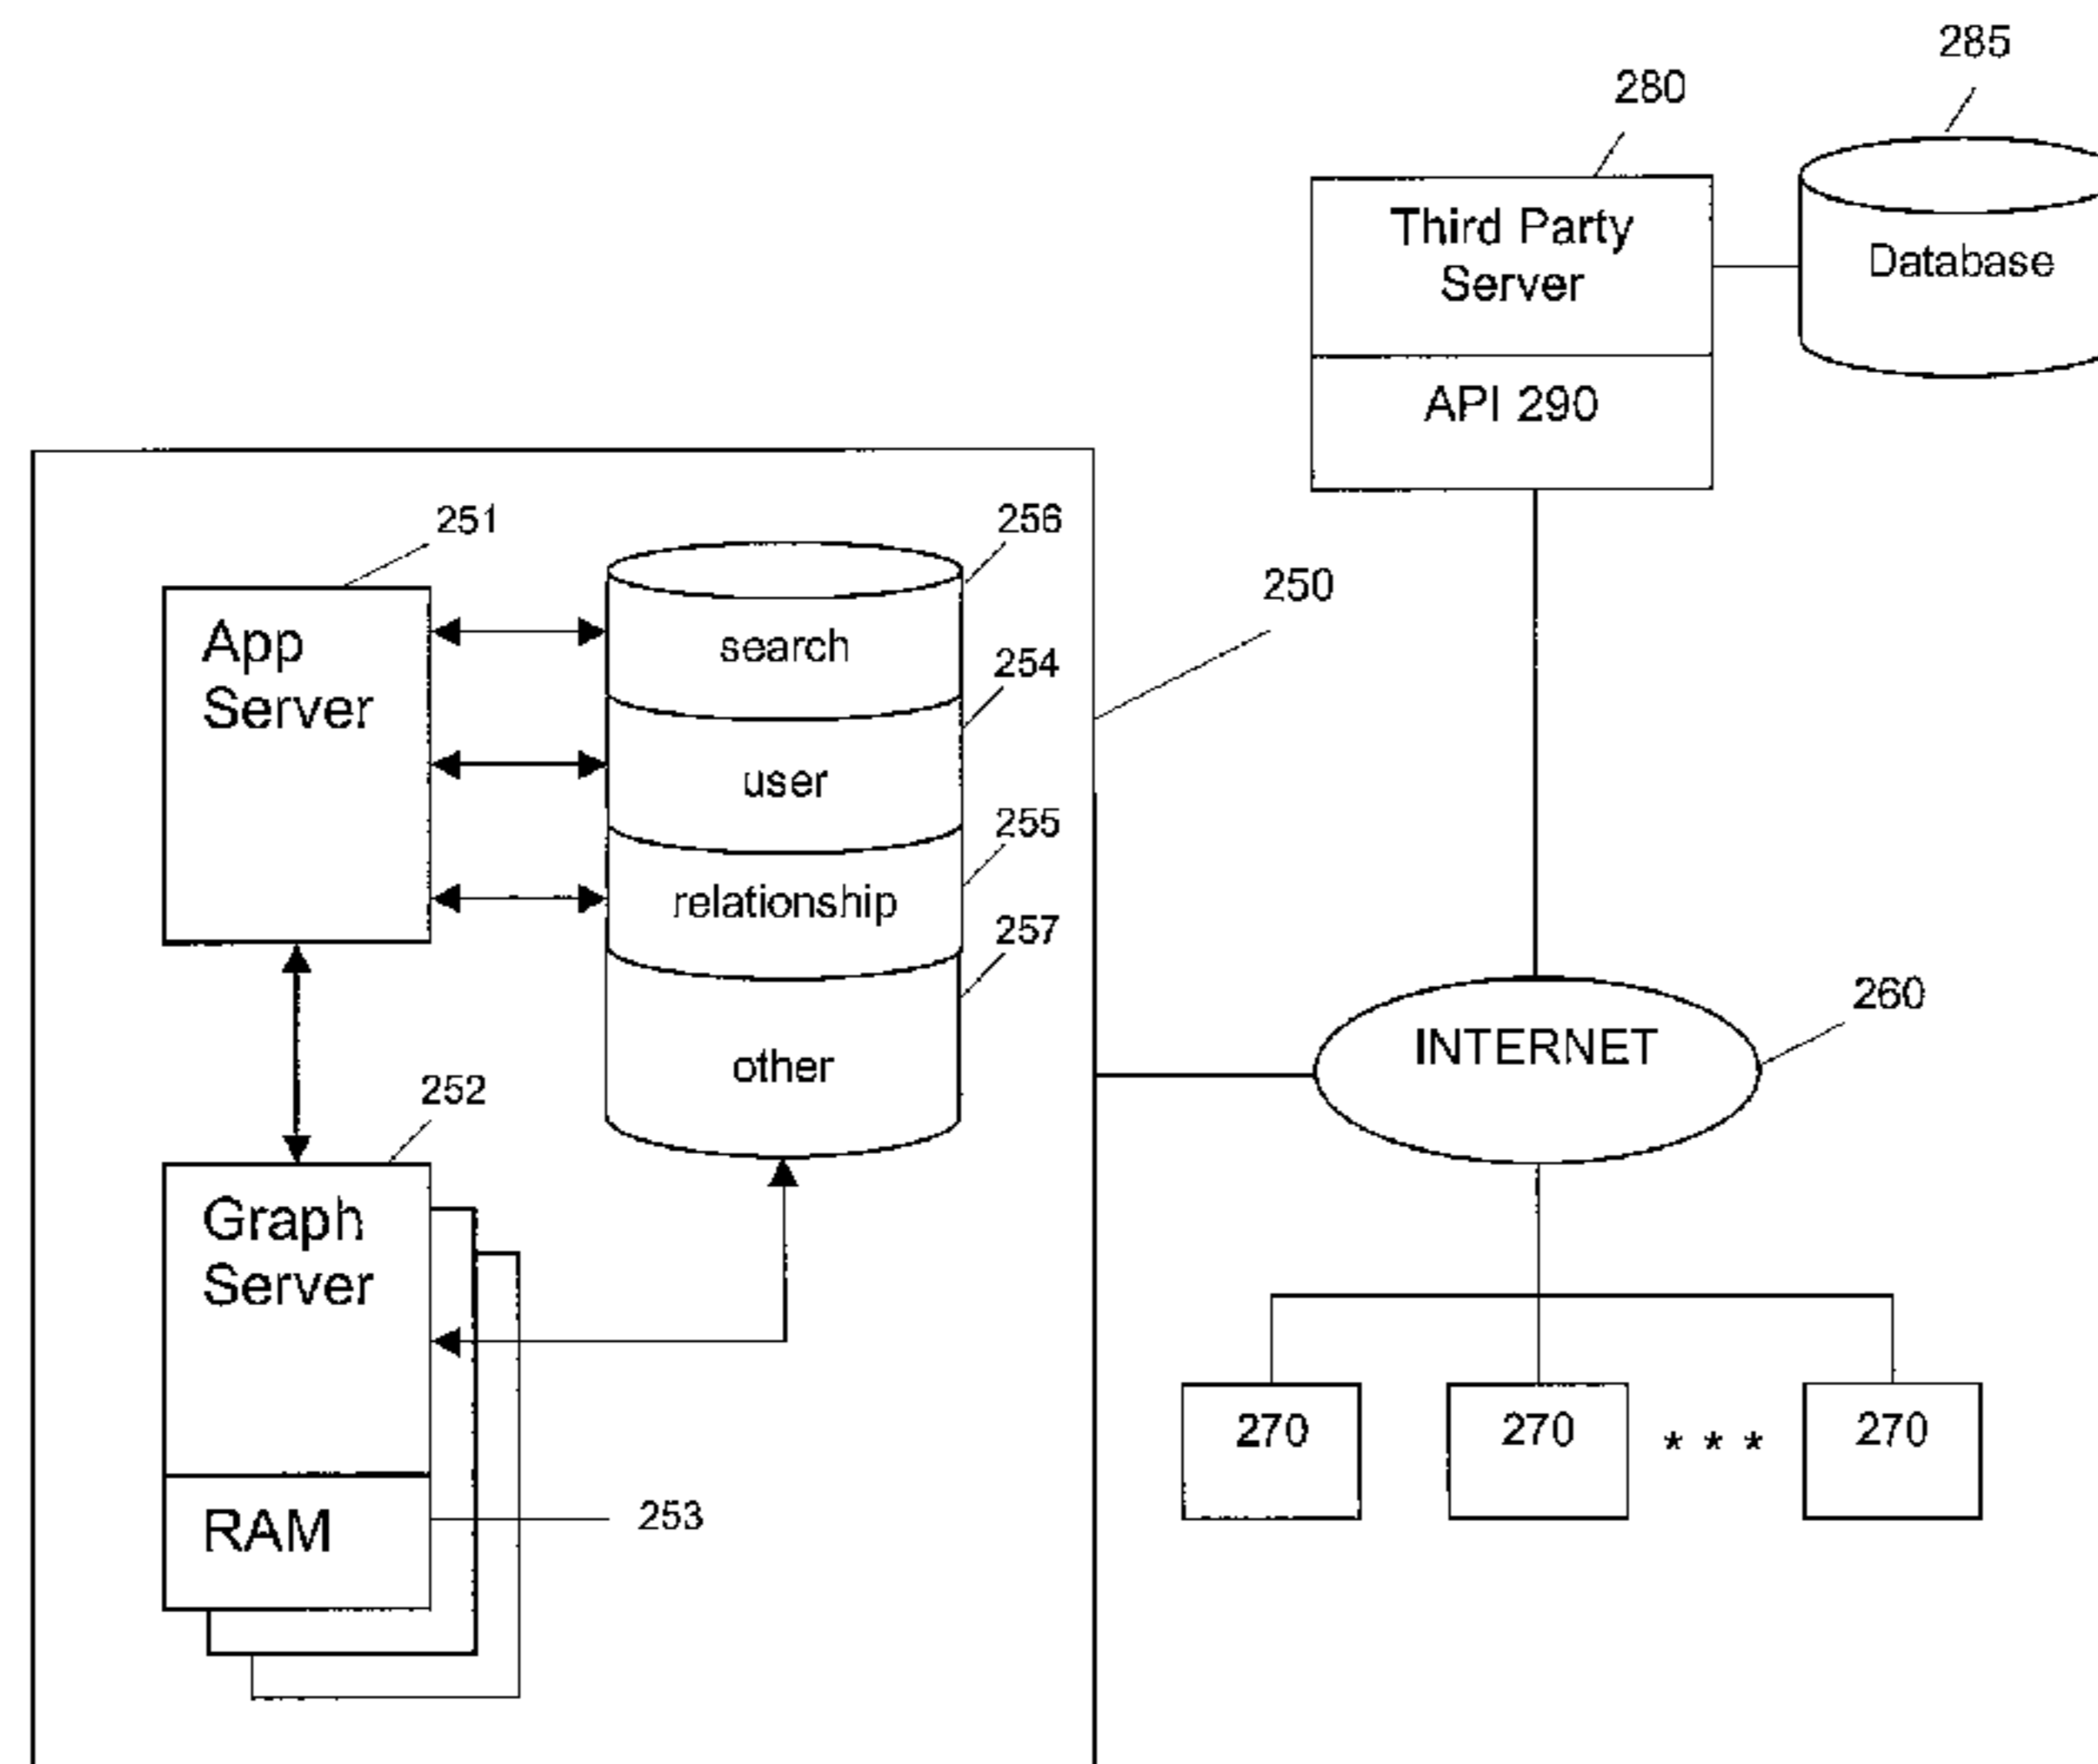 285
280
Third Party
Server
Database
API 290
251
256
250
App
Server
search
254
user
255
relationship
257
260
INTERNET
other
252
Graph
Server
270
270
* * *
270
253
RAM